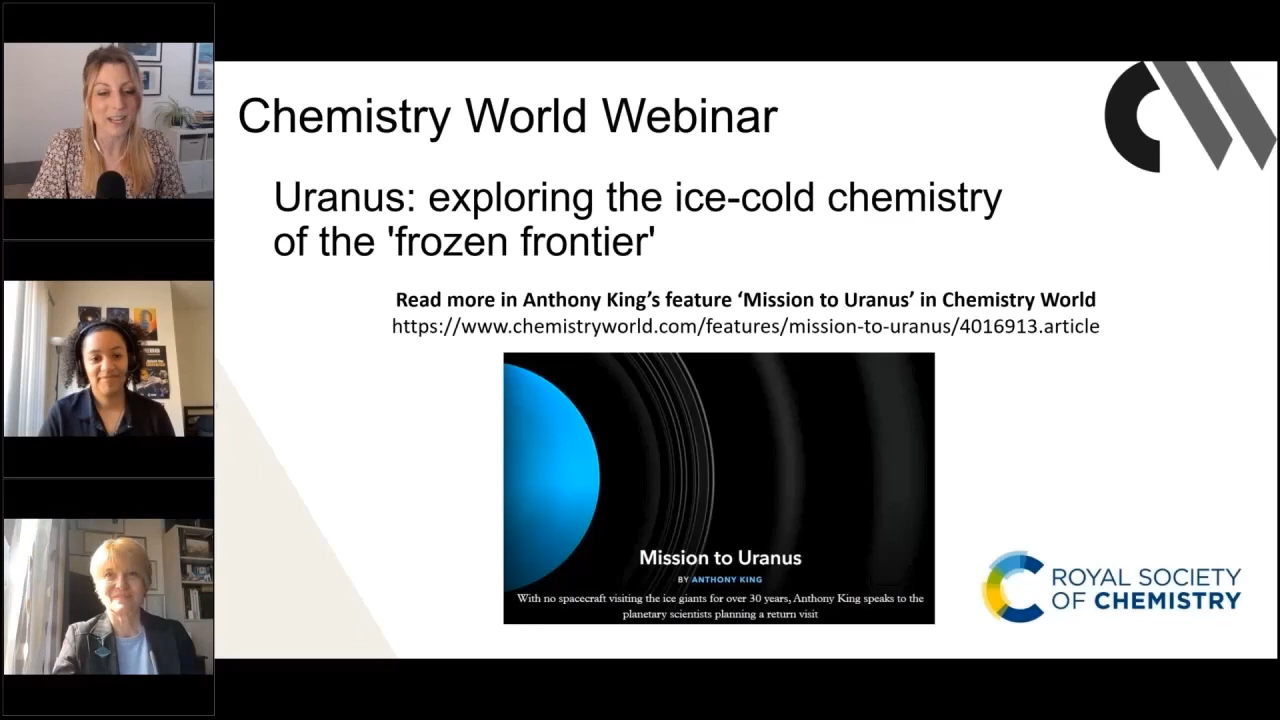 Chemistry World Webinar
Uranus: exploring the ice-cold chemistry
of the 'frozen frontier'
Read more in Anthony King’s feature ‘Mission to Uranus’ in Chemistry World
https://www.chemistryworld.com/features/mission-to-uranus/4016913.article
Mission to Uranus
BY ANTHONY KING
With no spacecraft visiting the ice giants for over 30 years, Anthony King speaks to the
planetary scientists planning a return visit
ROYAL SOCIETY
OF CHEMISTRY